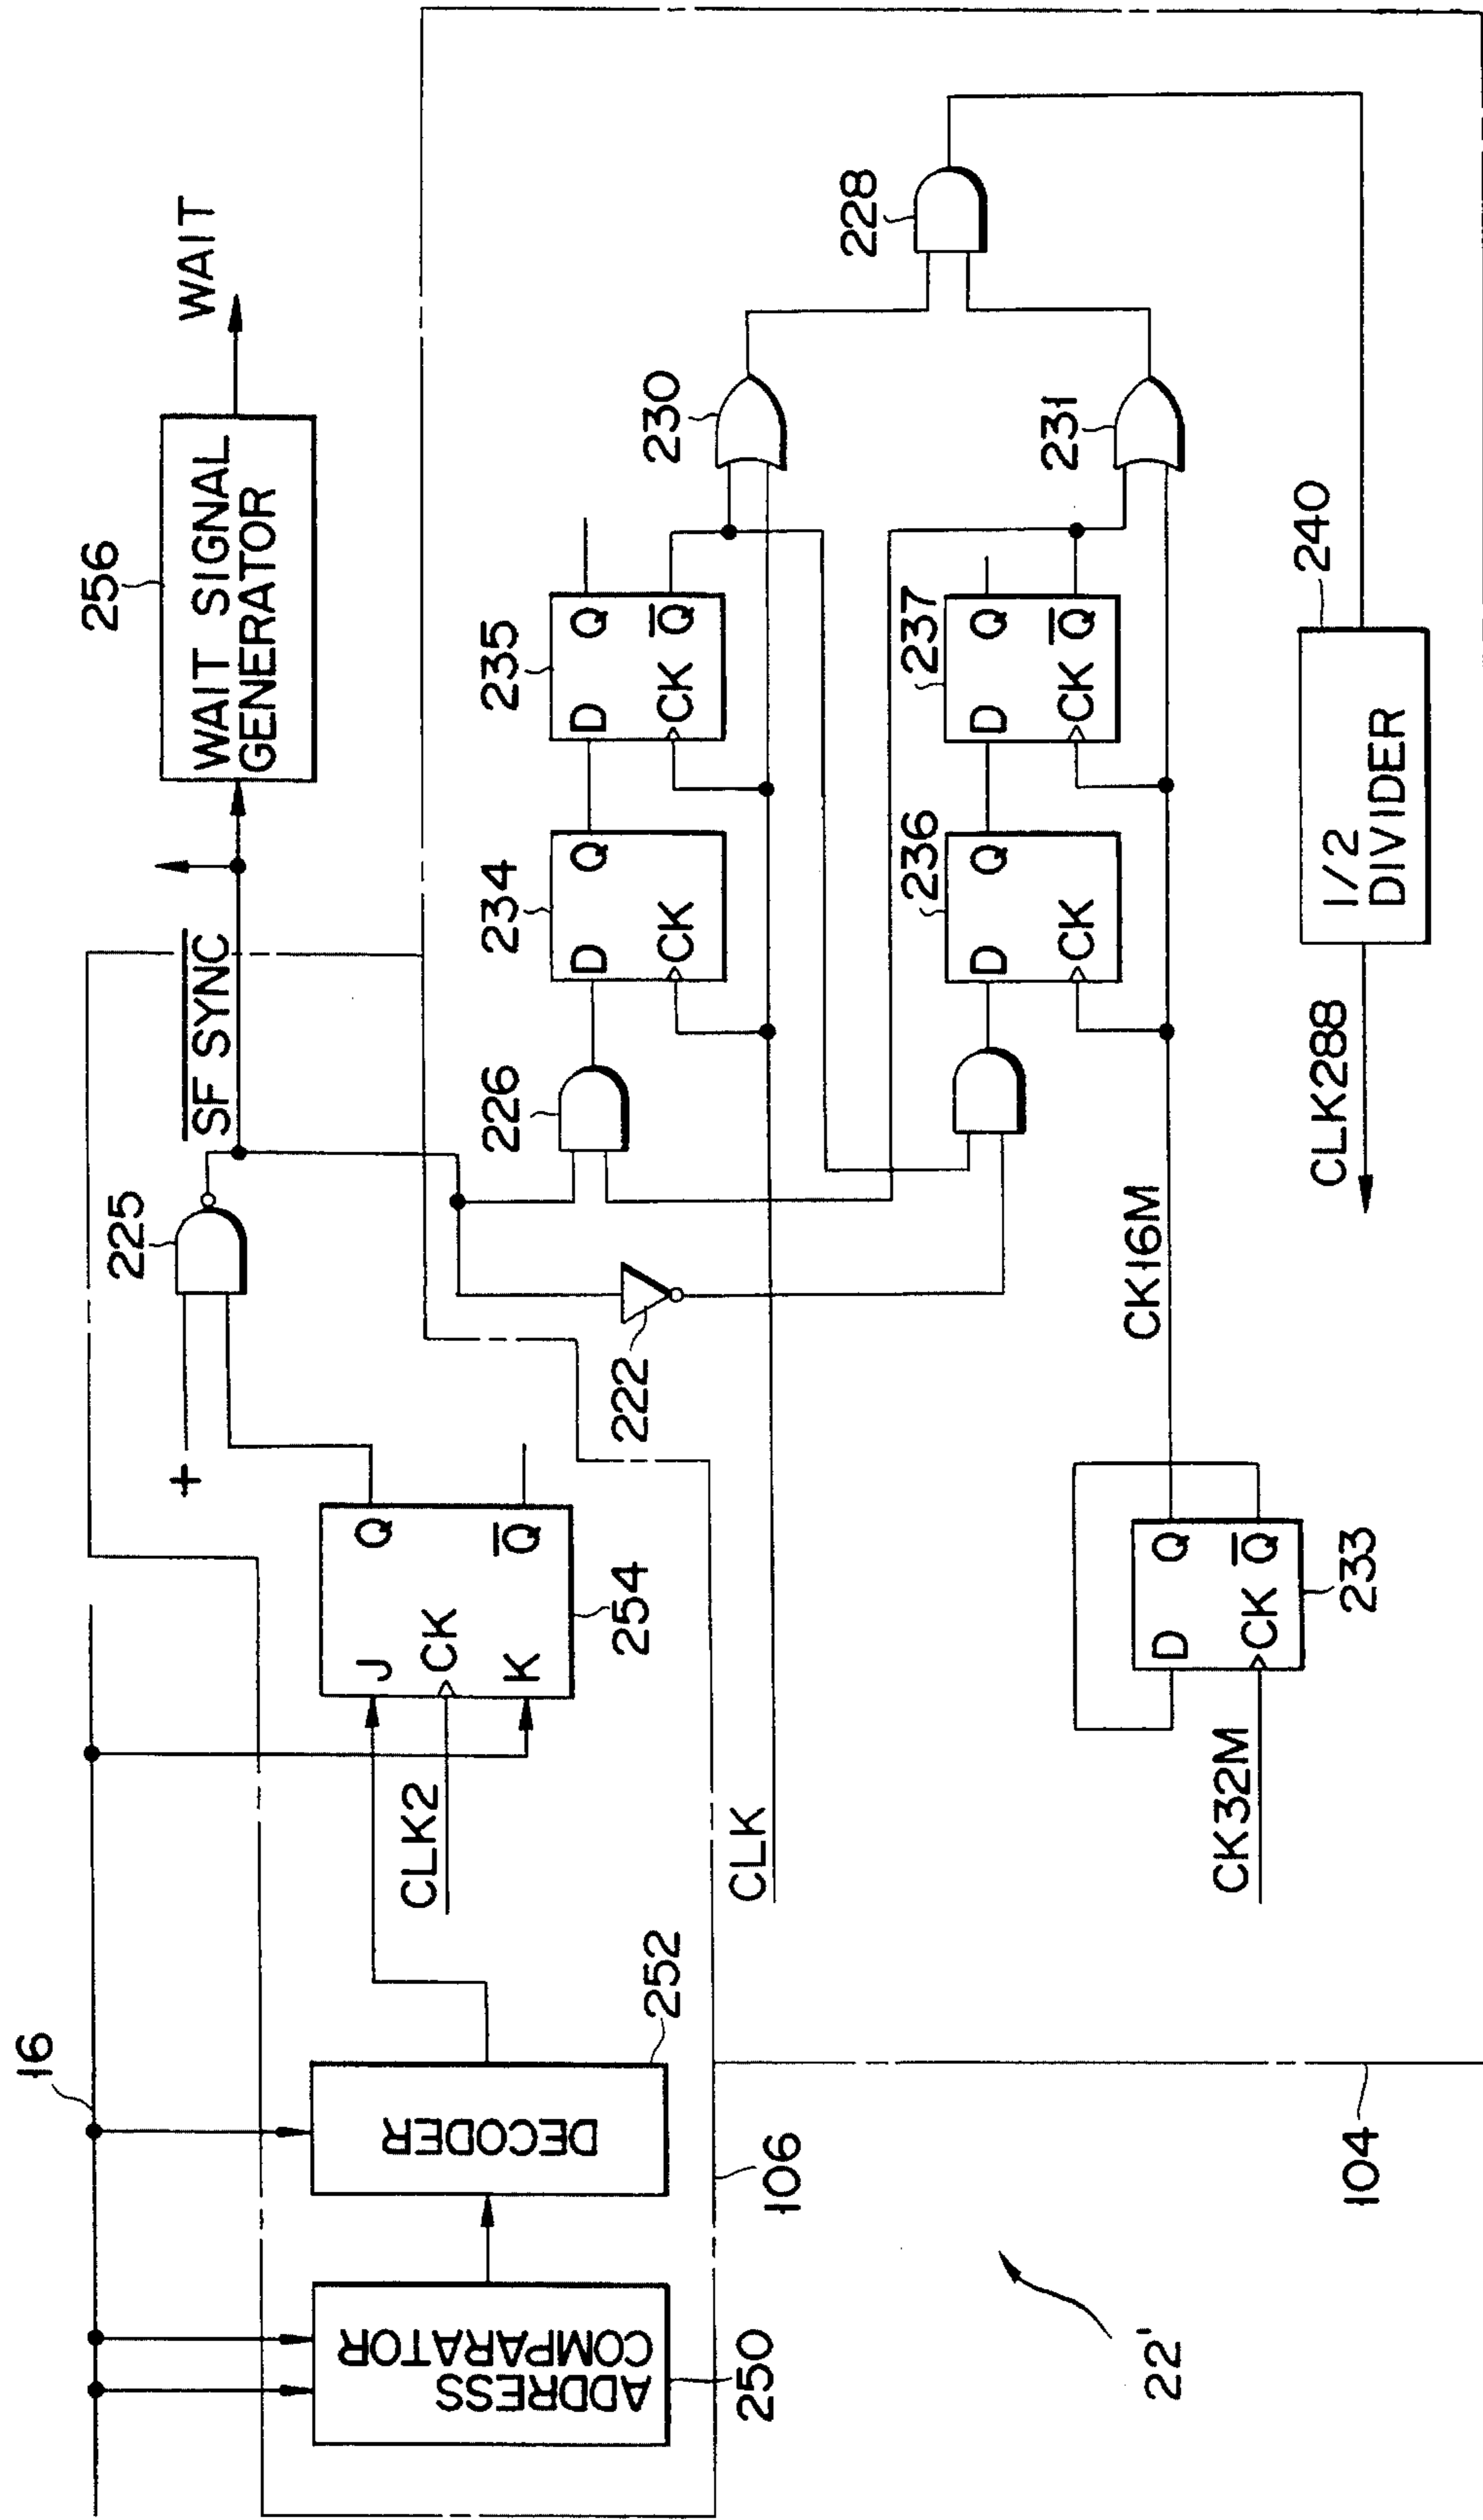 16
ADDRESS
COMPARATOR
250
DECODER
252
106
J
CK
K
Q
Q̅
254
CLK2
+
225
S̅F̅ ̅S̅Y̅N̅C̅
256
WAIT SIGNAL
GENERATOR
WAIT
222
226
D
CK
Q
234
D
CK
Q
Q̅
235
230
CLK
228
D
CK
Q
236
D
CK
Q
Q̅
237
231
CK16M
CK32M
D
CK
Q
Q̅
233
1/2
DIVIDER
240
CLK288
104
22'